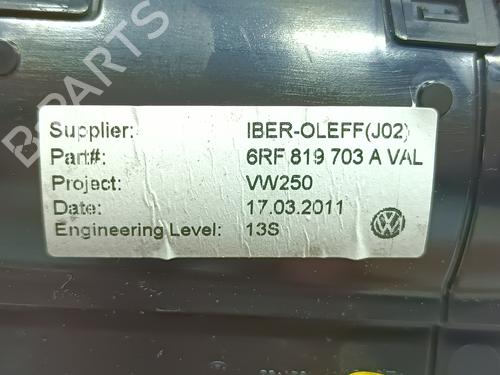 B-PARTS
Supplier: IBER-OLEFF(J02)
Part#: 6RF 819 703 A VAL
Project: VW250
Date: 17.03.2011
Engineering Level: 13S